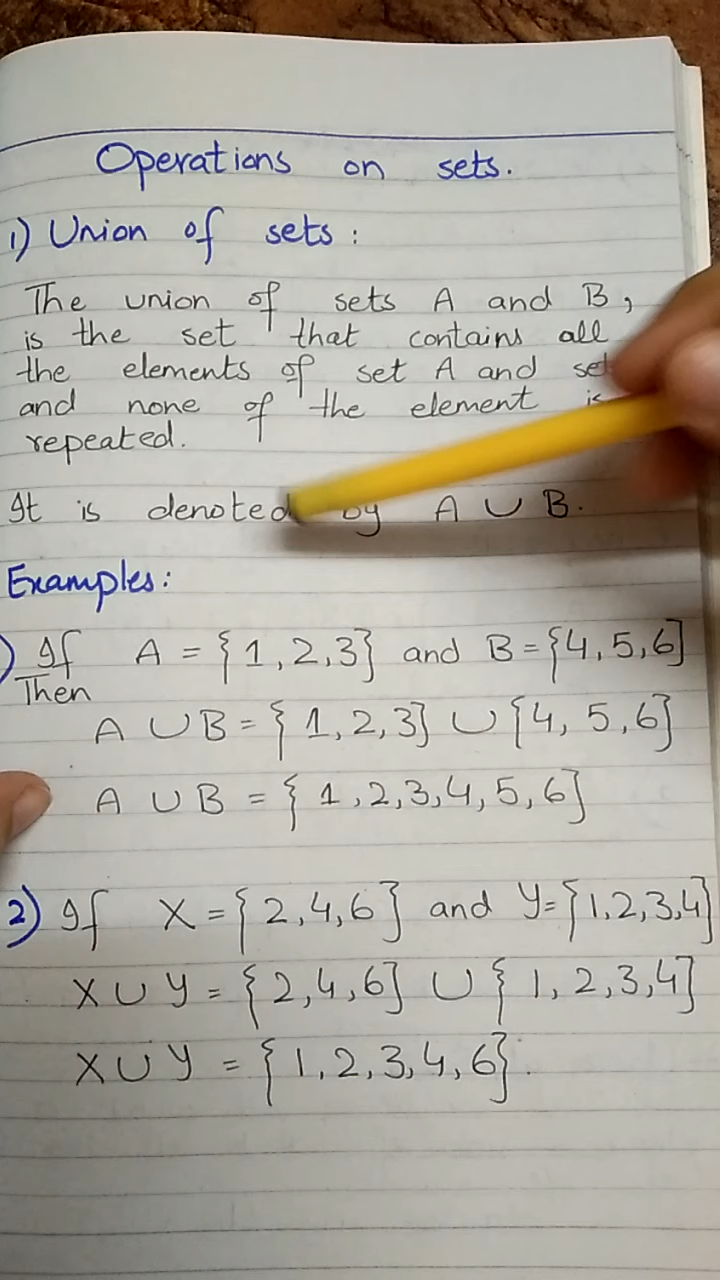 Operations on sets.
1) Union of sets :
The union of sets A and B,
is the set that contains all
the elements of set A and set
and none of the element is
repeated.
It is denoted by A ∪ B.
Examples:
) If A = {1,2,3} and B = {4,5,6}
Then
A ∪ B = { 1,2,3} ∪ {4, 5,6}
A ∪ B = { 1,2,3,4,5,6}
2) If X = {2,4,6} and Y= {1,2,3,4}
X ∪ Y = {2,4,6} ∪ { 1, 2,3,4}
X ∪ Y = { 1,2,3,4,6}.